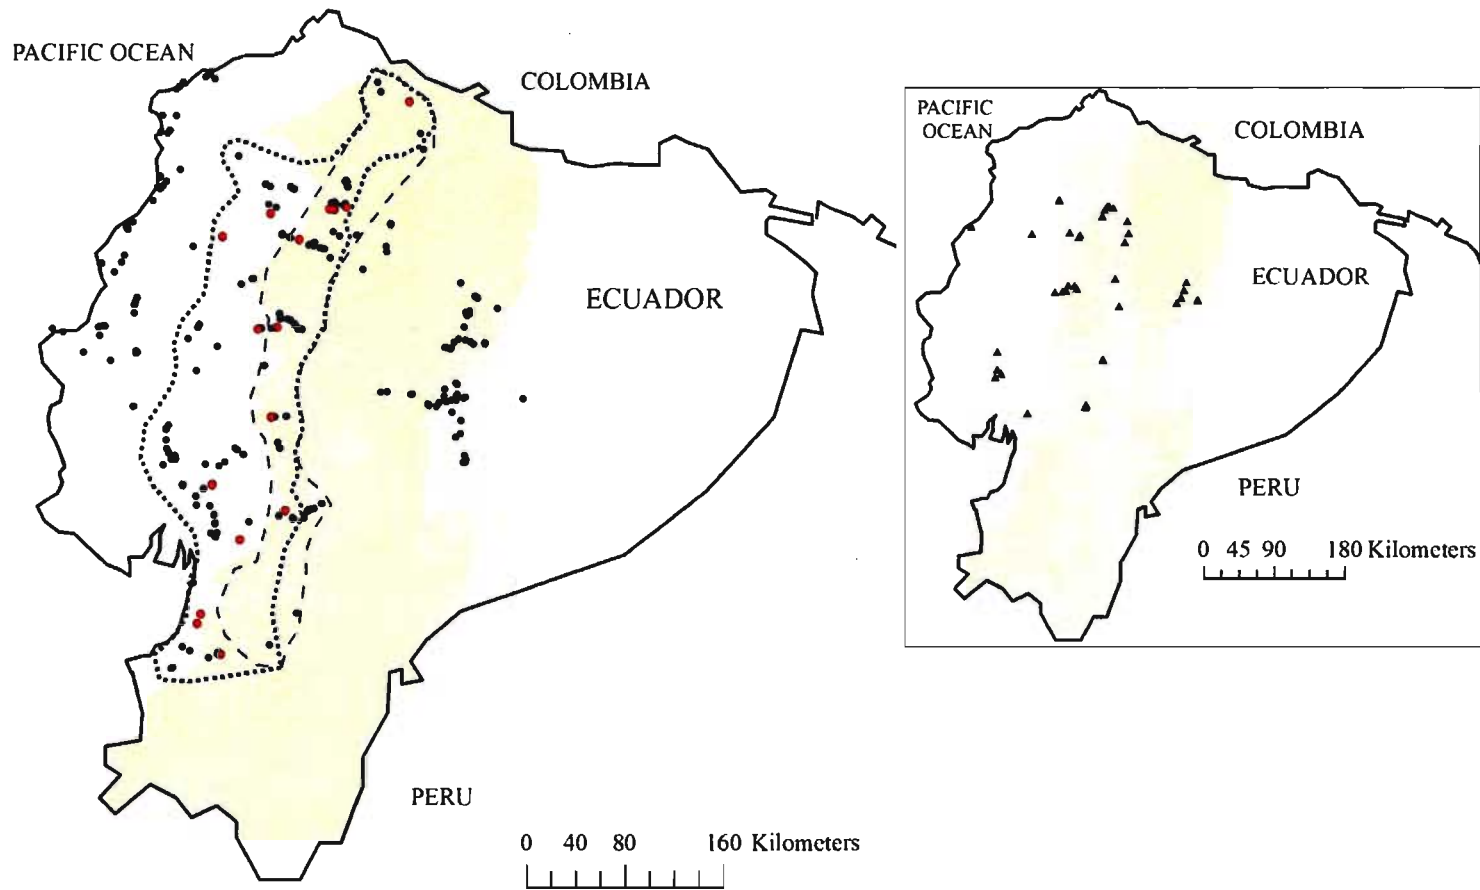 PACIFIC OCEAN
COLOMBIA
ECUADOR
PERU
0 40 80 160 Kilometers
PACIFIC
OCEAN
COLOMBIA
ECUADOR
PERU
0 45 90 180 Kilometers